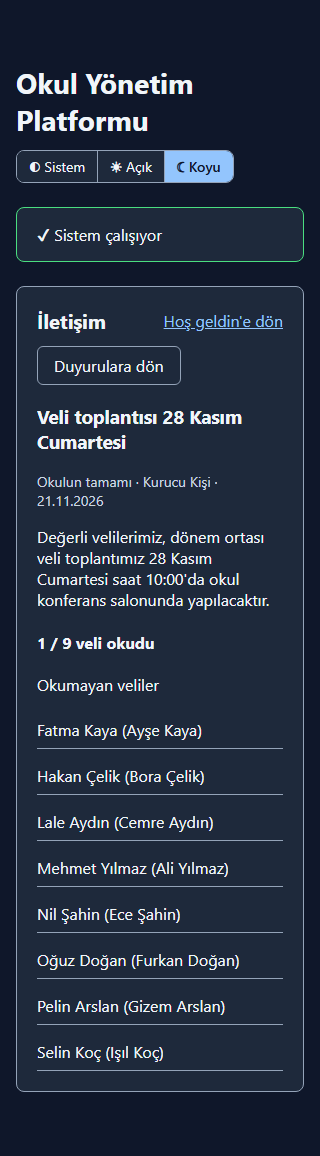 Okul Yönetim
Platformu
Sistem
Açık
Koyu
Sistem çalışıyor
İletişim
Hoş geldin'e dön
Duyurulara dön
Veli toplantısı 28 Kasım
Cumartesi
Okulun tamamı · Kurucu Kişi ·
21.11.2026
Değerli velilerimiz, dönem ortası
veli toplantımız 28 Kasım
Cumartesi saat 10:00'da okul
konferans salonunda yapılacaktır.
1 / 9 veli okudu
Okumayan veliler
Fatma Kaya (Ayşe Kaya)
Hakan Çelik (Bora Çelik)
Lale Aydın (Cemre Aydın)
Mehmet Yılmaz (Ali Yılmaz)
Nil Şahin (Ece Şahin)
Oğuz Doğan (Furkan Doğan)
Pelin Arslan (Gizem Arslan)
Selin Koç (Işıl Koç)